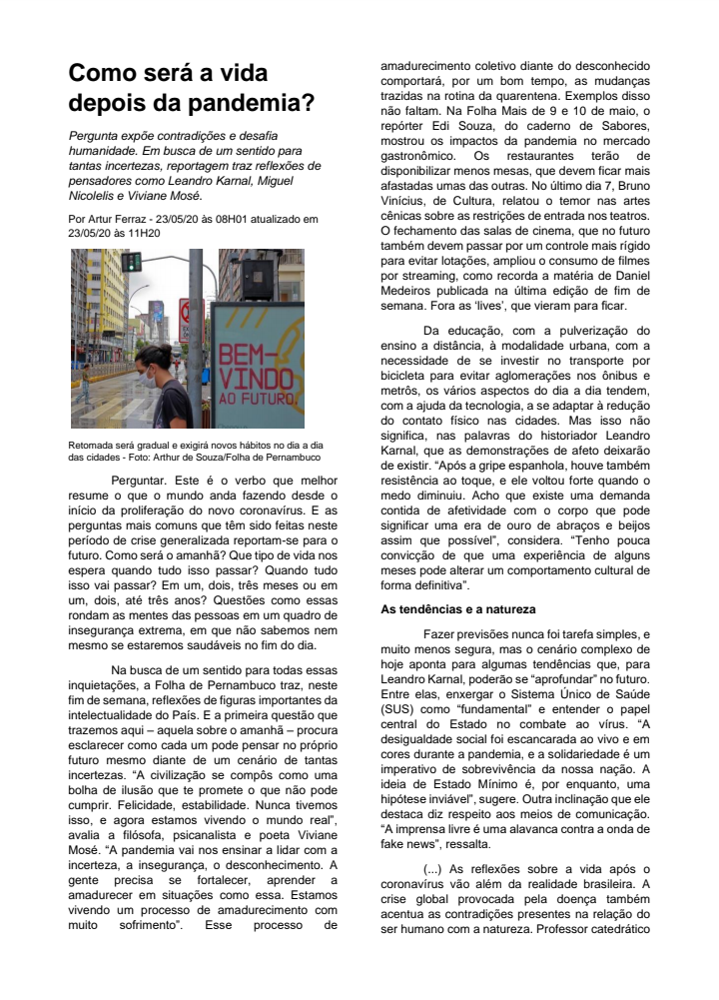 Como será a vida
depois da pandemia?
Pergunta expõe contradições e desafia
humanidade. Em busca de um sentido para
tantas incertezas, reportagem traz reflexões de
pensadores como Leandro Karnal, Miguel
Nicolelis e Viviane Mosé.
Por Artur Ferraz - 23/05/20 às 08H01 atualizado em
23/05/20 às 11H20
BEM-
VINDO
AO FUTURO.
Retomada será gradual e exigirá novos hábitos no dia a dia
das cidades - Foto: Arthur de Souza/Folha de Pernambuco
Perguntar. Este é o verbo que melhor
resume o que o mundo anda fazendo desde o
início da proliferação do novo coronavírus. E as
perguntas mais comuns que têm sido feitas neste
período de crise generalizada reportam-se para o
futuro. Como será o amanhã? Que tipo de vida nos
espera quando tudo isso passar? Quando tudo
isso vai passar? Em um, dois, três meses ou em
um, dois, até três anos? Questões como essas
rondam as mentes das pessoas em um quadro de
insegurança extrema, em que não sabemos nem
mesmo se estaremos saudáveis no fim do dia.
Na busca de um sentido para todas essas
inquietações, a Folha de Pernambuco traz, neste
fim de semana, reflexões de figuras importantes da
intelectualidade do País. E a primeira questão que
trazemos aqui – aquela sobre o amanhã – procura
esclarecer como cada um pode pensar no próprio
futuro mesmo diante de um cenário de tantas
incertezas. “A civilização se compôs como uma
bolha de ilusão que te promete o que não pode
cumprir. Felicidade, estabilidade. Nunca tivemos
isso, e agora estamos vivendo o mundo real”,
avalia a filósofa, psicanalista e poeta Viviane
Mosé. “A pandemia vai nos ensinar a lidar com a
incerteza, a insegurança, o desconhecimento. A
gente precisa se fortalecer, aprender a
amadurecer em situações como essa. Estamos
vivendo um processo de amadurecimento com
muito sofrimento”. Esse processo de
amadurecimento coletivo diante do desconhecido
comportará, por um bom tempo, as mudanças
trazidas na rotina da quarentena. Exemplos disso
não faltam. Na Folha Mais de 9 e 10 de maio, o
repórter Edi Souza, do caderno de Sabores,
mostrou os impactos da pandemia no mercado
gastronômico. Os restaurantes terão de
disponibilizar menos mesas, que devem ficar mais
afastadas umas das outras. No último dia 7, Bruno
Vinícius, de Cultura, relatou o temor nas artes
cênicas sobre as restrições de entrada nos teatros.
O fechamento das salas de cinema, que no futuro
também devem passar por um controle mais rígido
para evitar lotações, ampliou o consumo de filmes
por streaming, como recorda a matéria de Daniel
Medeiros publicada na última edição de fim de
semana. Fora as ‘lives’, que vieram para ficar.
Da educação, com a pulverização do
ensino a distância, à modalidade urbana, com a
necessidade de se investir no transporte por
bicicleta para evitar aglomerações nos ônibus e
metrôs, os vários aspectos do dia a dia tendem,
com a ajuda da tecnologia, a se adaptar à redução
do contato físico nas cidades. Mas isso não
significa, nas palavras do historiador Leandro
Karnal, que as demonstrações de afeto deixarão
de existir. “Após a gripe espanhola, houve também
resistência ao toque, e ele voltou forte quando o
medo diminuiu. Acho que existe uma demanda
contida de afetividade com o corpo que pode
significar uma era de ouro de abraços e beijos
assim que possível”, considera. “Tenho pouca
convicção de que uma experiência de alguns
meses pode alterar um comportamento cultural de
forma definitiva”.
As tendências e a natureza
Fazer previsões nunca foi tarefa simples, e
muito menos segura, mas o cenário complexo de
hoje aponta para algumas tendências que, para
Leandro Karnal, poderão se “aprofundar” no futuro.
Entre elas, enxergar o Sistema Único de Saúde
(SUS) como “fundamental” e entender o papel
central do Estado no combate ao vírus. “A
desigualdade social foi escancarada ao vivo e em
cores durante a pandemia, e a solidariedade é um
imperativo de sobrevivência da nossa nação. A
ideia de Estado Mínimo é, por enquanto, uma
hipótese inviável”, sugere. Outra inclinação que ele
destaca diz respeito aos meios de comunicação.
“A imprensa livre é uma alavanca contra a onda de
fake news”, ressalta.
(...) As reflexões sobre a vida após o
coronavírus vão além da realidade brasileira. A
crise global provocada pela doença também
acentua as contradições presentes na relação do
ser humano com a natureza. Professor catedrático